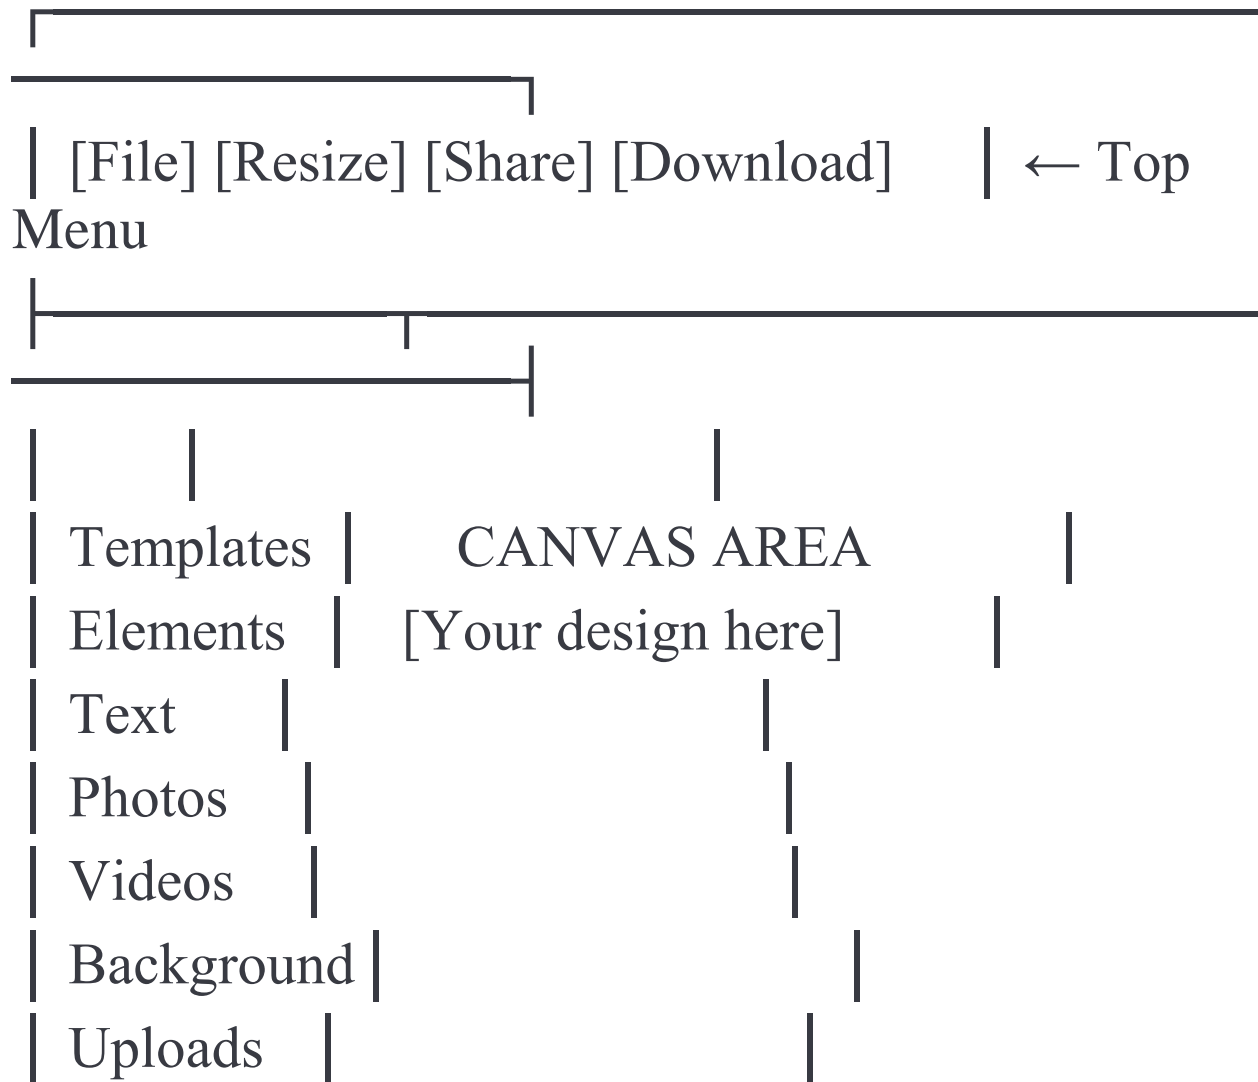 [File] [Resize] [Share] [Download] ← Top
Menu
Templates CANVAS AREA
Elements [Your design here]
Text
Photos
Videos
Background
Uploads